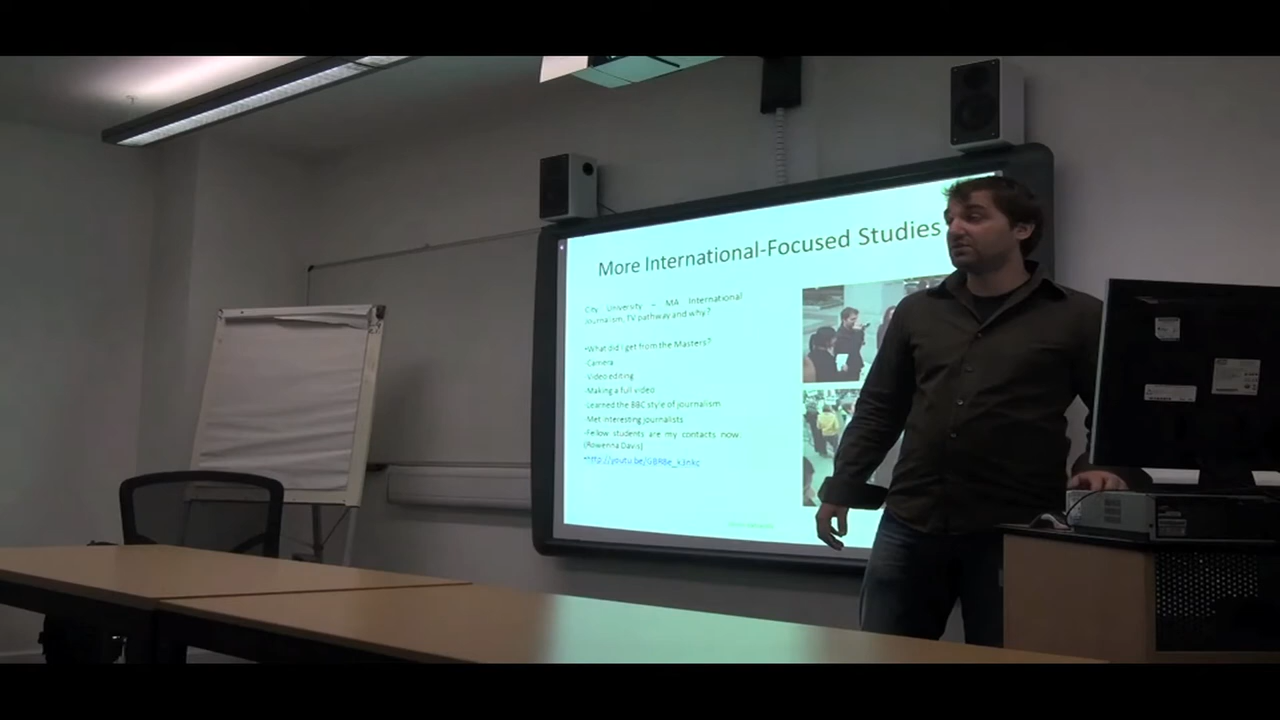 More International-Focused Studies
City University – MA International
Journalism, TV pathway and why?
•What did I get from the Masters?
-Camera
-Video editing
-Making a full video
-Learned the BBC style of journalism
-Met interesting journalists
-Fellow students are my contacts now
(Rowenna Davis)